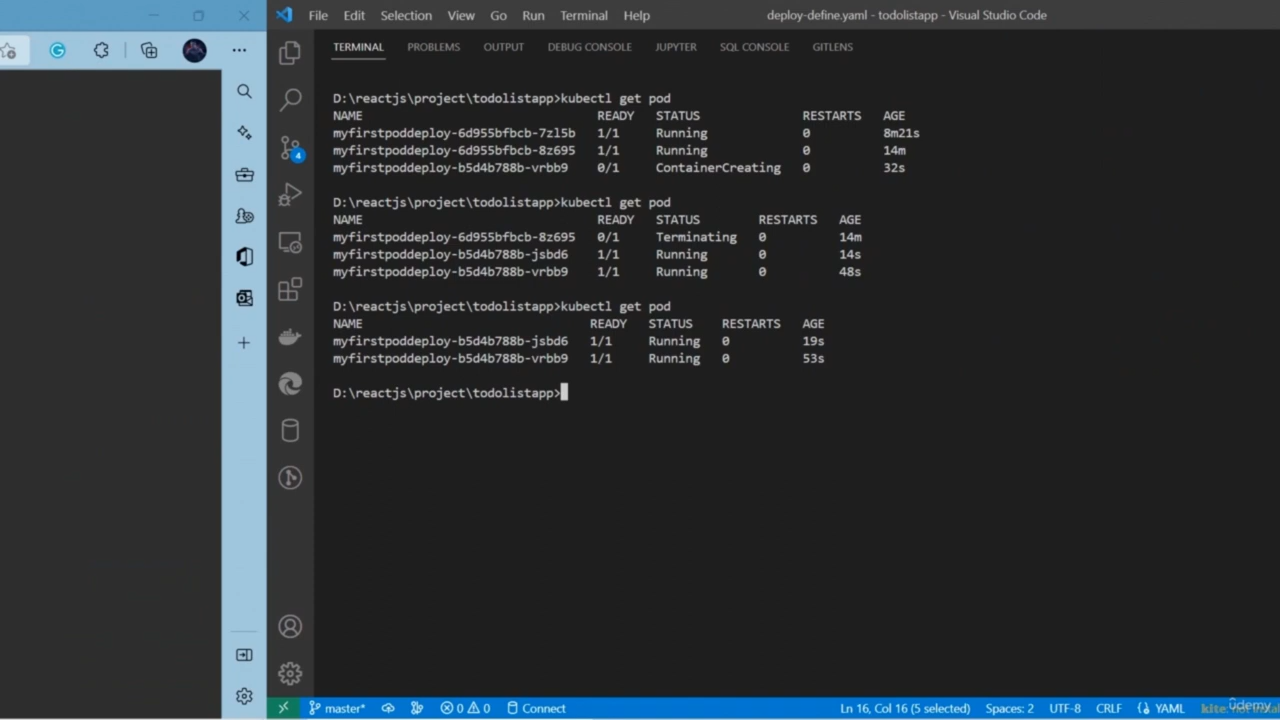 File Edit Selection View Go Run Terminal Help deploy-define.yaml - todolistapp - Visual Studio Code
TERMINAL PROBLEMS OUTPUT DEBUG CONSOLE JUPYTER SQL CONSOLE GITLENS
D:\reactjs\project\todolistapp>kubectl get pod
NAME READY STATUS RESTARTS AGE
myfirstpoddeploy-6d955bfbcb-7zl5b 1/1 Running 0 8m21s
myfirstpoddeploy-6d955bfbcb-8z695 1/1 Running 0 14m
myfirstpoddeploy-b5d4b788b-vrbb9 0/1 ContainerCreating 0 32s
D:\reactjs\project\todolistapp>kubectl get pod
NAME READY STATUS RESTARTS AGE
myfirstpoddeploy-6d955bfbcb-8z695 0/1 Terminating 0 14m
myfirstpoddeploy-b5d4b788b-jsbd6 1/1 Running 0 14s
myfirstpoddeploy-b5d4b788b-vrbb9 1/1 Running 0 48s
D:\reactjs\project\todolistapp>kubectl get pod
NAME READY STATUS RESTARTS AGE
myfirstpoddeploy-b5d4b788b-jsbd6 1/1 Running 0 19s
myfirstpoddeploy-b5d4b788b-vrbb9 1/1 Running 0 53s
D:\reactjs\project\todolistapp>
4
master* 0 0 Connect Ln 16, Col 16 (5 selected) Spaces: 2 UTF-8 CRLF YAML kite: not
udemy